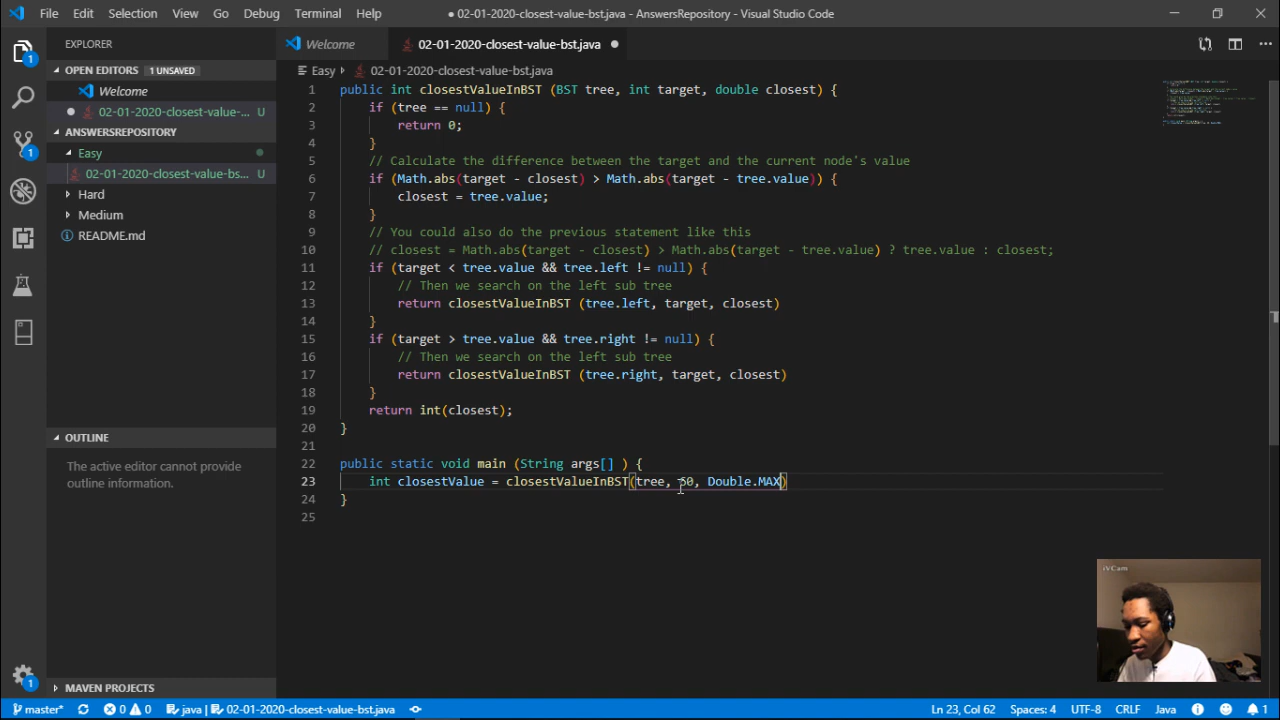 File Edit Selection View Go Debug Terminal Help ● 02-01-2020-closest-value-bst.java - AnswersRepository - Visual Studio Code
EXPLORER
OPEN EDITORS 1 UNSAVED
Welcome
02-01-2020-closest-value-... U
ANSWERSREPOSITORY
Easy
02-01-2020-closest-value-bs... U
Hard
Medium
README.md
OUTLINE
The active editor cannot provide
outline information.
MAVEN PROJECTS
Welcome 02-01-2020-closest-value-bst.java
Easy 02-01-2020-closest-value-bst.java
1 public int closestValueInBST (BST tree, int target, double closest) {
2 if (tree == null) {
3 return 0;
4 }
5 // Calculate the difference between the target and the current node's value
6 if (Math.abs(target - closest) > Math.abs(target - tree.value)) {
7 closest = tree.value;
8 }
9 // You could also do the previous statement like this
10 // closest = Math.abs(target - closest) > Math.abs(target - tree.value) ? tree.value : closest;
11 if (target < tree.value && tree.left != null) {
12 // Then we search on the left sub tree
13 return closestValueInBST (tree.left, target, closest)
14 }
15 if (target > tree.value && tree.right != null) {
16 // Then we search on the left sub tree
17 return closestValueInBST (tree.right, target, closest)
18 }
19 return int(closest);
20 }
21
22 public static void main (String args[] ) {
23 int closestValue = closestValueInBST(tree, 50, Double.MAX)
24 }
25
iVCam
1
1
1
master* 0 0 java | 02-01-2020-closest-value-bst.java Ln 23, Col 62 Spaces: 4 UTF-8 CRLF Java 1